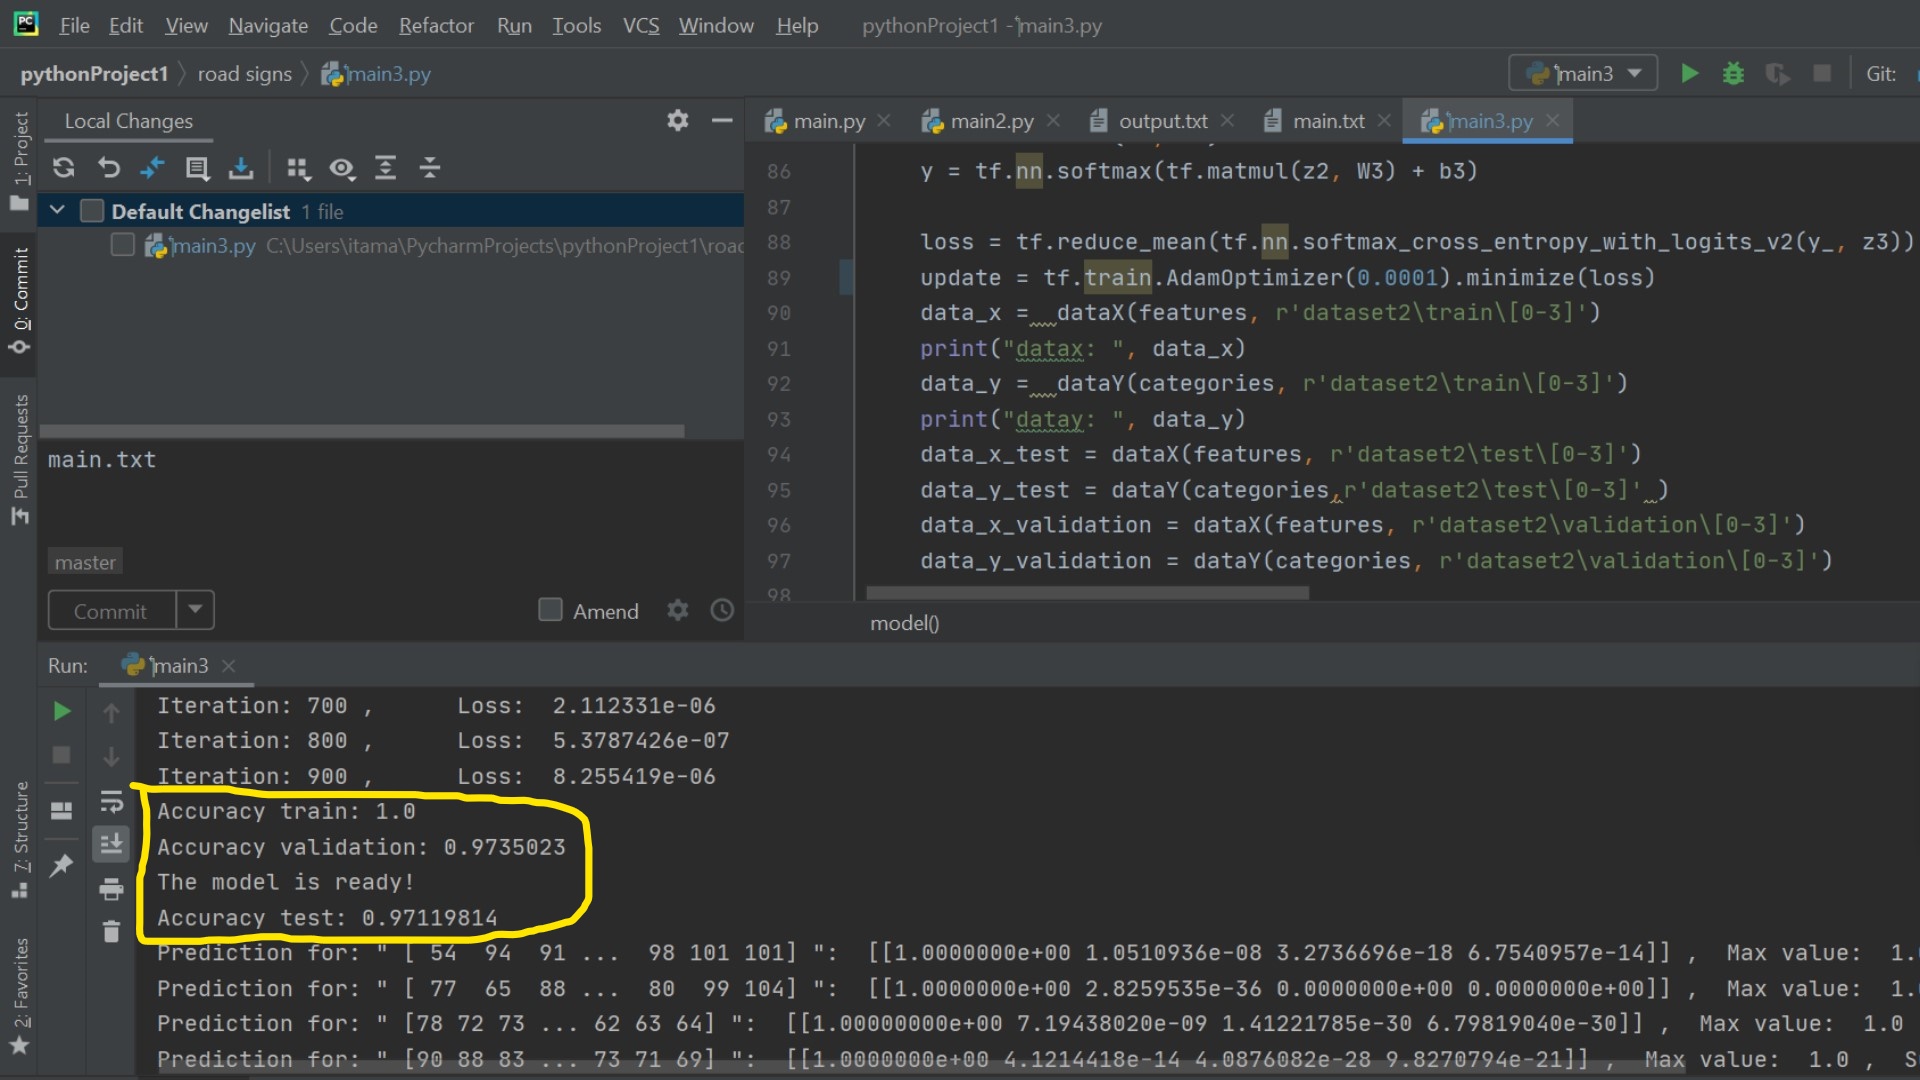 File Edit View Navigate Code Refactor Run Tools VCS Window Help pythonProject1 - main3.py
pythonProject1 road signs main3.py main3 Git:
1: Project
Local Changes
main.py main2.py output.txt main.txt main3.py
Default Changelist 1 file
main3.py C:\Users\itama\PycharmProjects\pythonProject1\road
0: Commit
Pull Requests
main.txt
master
Commit Amend
86 y = tf.nn.softmax(tf.matmul(z2, W3) + b3)
87
88 loss = tf.reduce_mean(tf.nn.softmax_cross_entropy_with_logits_v2(y_, z3))
89 update = tf.train.AdamOptimizer(0.0001).minimize(loss)
90 data_x =  dataX(features, r'dataset2\train\[0-3]')
91 print("datax: ", data_x)
92 data_y =  dataY(categories, r'dataset2\train\[0-3]')
93 print("datay: ", data_y)
94 data_x_test = dataX(features, r'dataset2\test\[0-3]')
95 data_y_test = dataY(categories,r'dataset2\test\[0-3]' )
96 data_x_validation = dataX(features, r'dataset2\validation\[0-3]')
97 data_y_validation = dataY(categories, r'dataset2\validation\[0-3]')
98
model()
Run: main3
7: Structure
2: Favorites
Iteration: 700 , Loss: 2.112331e-06
Iteration: 800 , Loss: 5.3787426e-07
Iteration: 900 , Loss: 8.255419e-06
Accuracy train: 1.0
Accuracy validation: 0.9735023
The model is ready!
Accuracy test: 0.97119814
Prediction for: " [ 54 94 91 ... 98 101 101] ": [[1.0000000e+00 1.0510936e-08 3.2736696e-18 6.7540957e-14]] , Max value: 1.
Prediction for: " [ 77 65 88 ... 80 99 104] ": [[1.0000000e+00 2.8259535e-36 0.0000000e+00 0.0000000e+00]] , Max value: 1.
Prediction for: " [78 72 73 ... 62 63 64] ": [[1.00000000e+00 7.19438020e-09 1.41221785e-30 6.79819040e-30]] , Max value: 1.0
Prediction for: " [90 88 83 ... 73 71 69] ": [[1.0000000e+00 4.1214418e-14 4.0876082e-28 9.8270794e-21]] , Max value: 1.0 , S